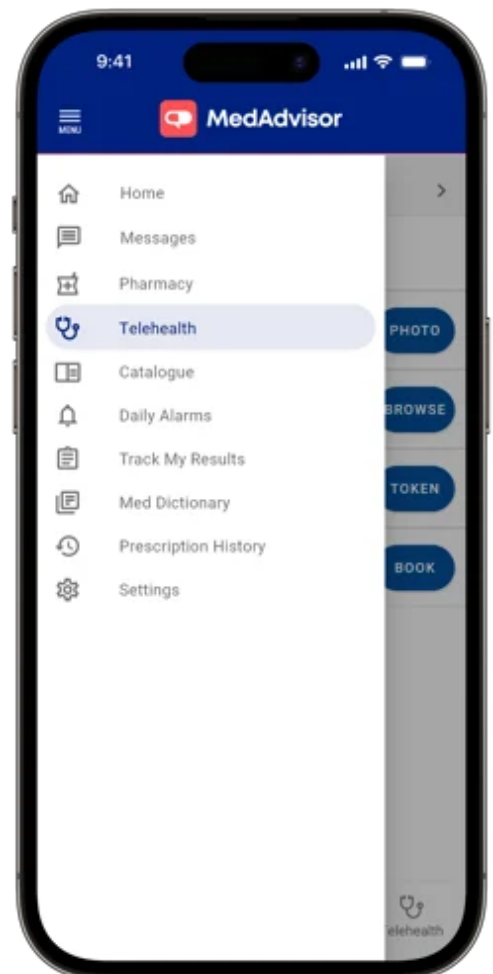 9:41
MENU
MedAdvisor
Home
Messages
Pharmacy
Telehealth
PHOTO
Catalogue
Daily Alarms
BROWSE
Track My Results
TOKEN
Med Dictionary
Prescription History
BOOK
Settings
elehealth